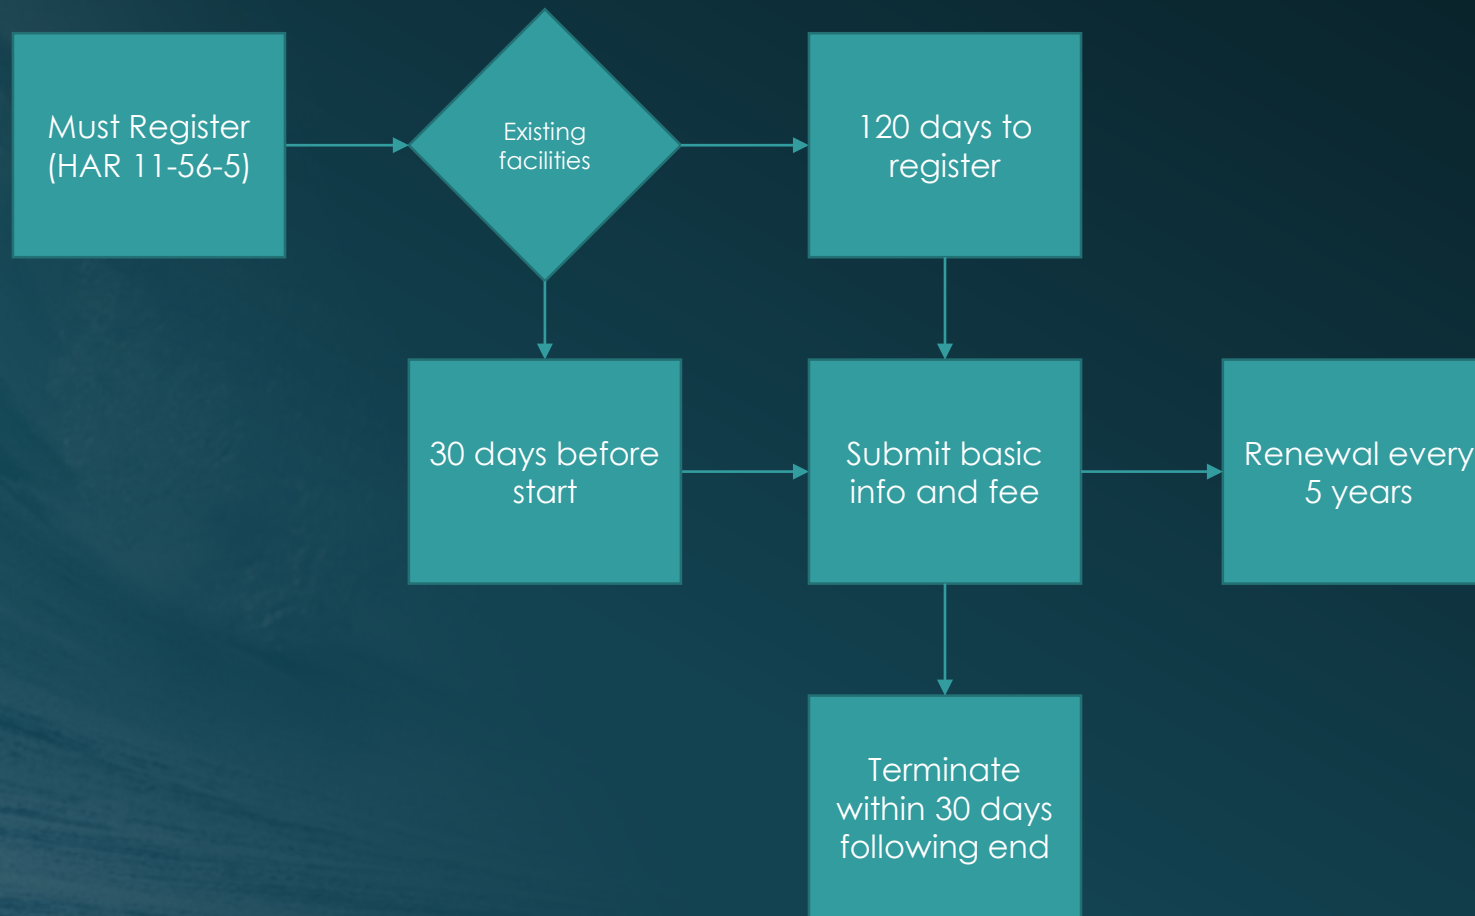 Must Register
(HAR 11-56-5)
Existing
facilities
120 days to
register
30 days before
start
Submit basic
info and fee
Renewal every
5 years
Terminate
within 30 days
following end